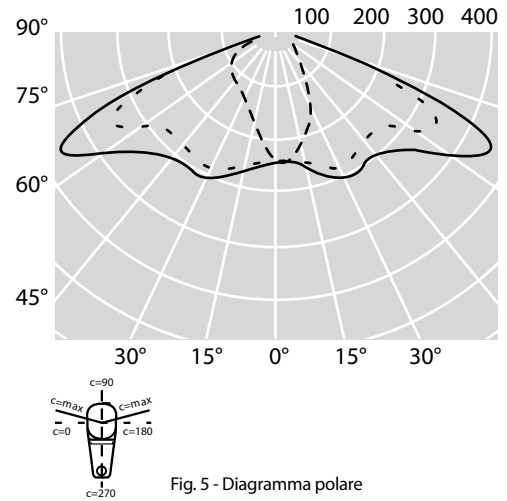 90° 100 200 300 400
75°
60°
45°
30° 15° 0° 15° 30°
c=90
c=max c=max
c=0 c=180
c=270
Fig. 5 - Diagramma polare